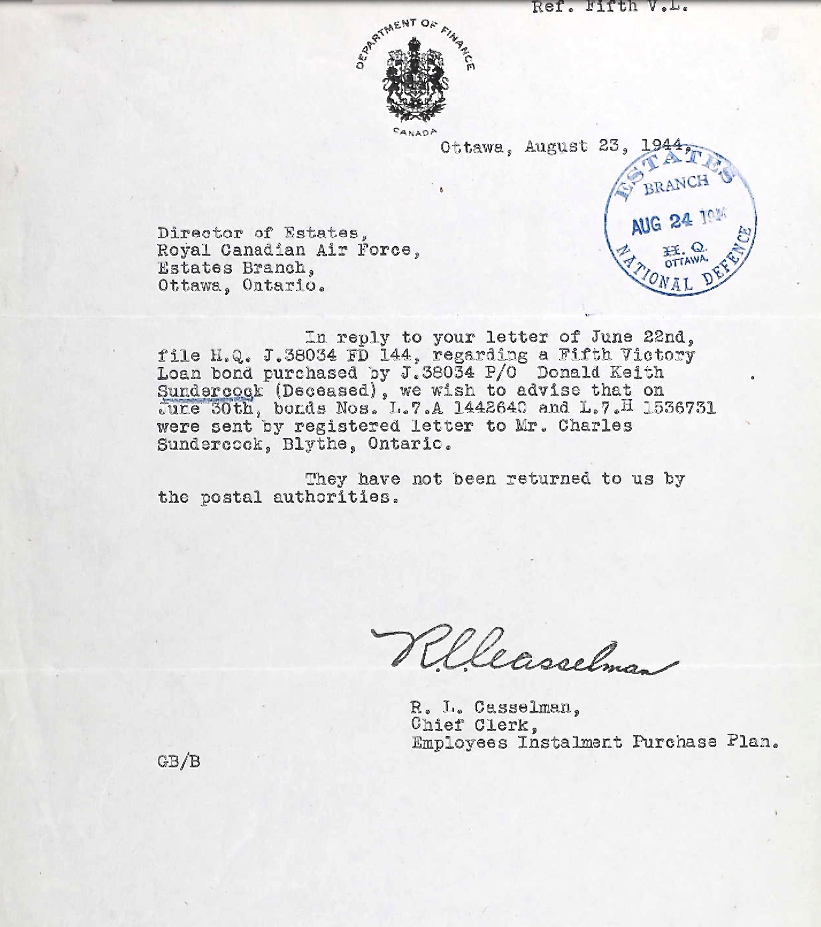 Ref. Fifth V.L.
DEPARTMENT OF FINANCE
CANADA
Ottawa, August 23, 1944,
ESTATES
BRANCH
AUG 24 1944
H. Q.
OTTAWA.
NATIONAL DEFENCE
Director of Estates,
Royal Canadian Air Force,
Estates Branch,
Ottawa, Ontario.
In reply to your letter of June 22nd,
file H.Q. J.38034 FD 144, regarding a Fifth Victory
Loan bond purchased by J.38034 P/O Donald Keith
Sundercock (Deceased), we wish to advise that on
June 30th, bonds Nos. L.7.A 1442640 and L.7.H 1536731
were sent by registered letter to Mr. Charles
Sundercock, Blythe, Ontario.
They have not been returned to us by
the postal authorities.
R.L. Casselman
R. L. Casselman,
Chief Clerk,
Employees Instalment Purchase Plan.
GB/B